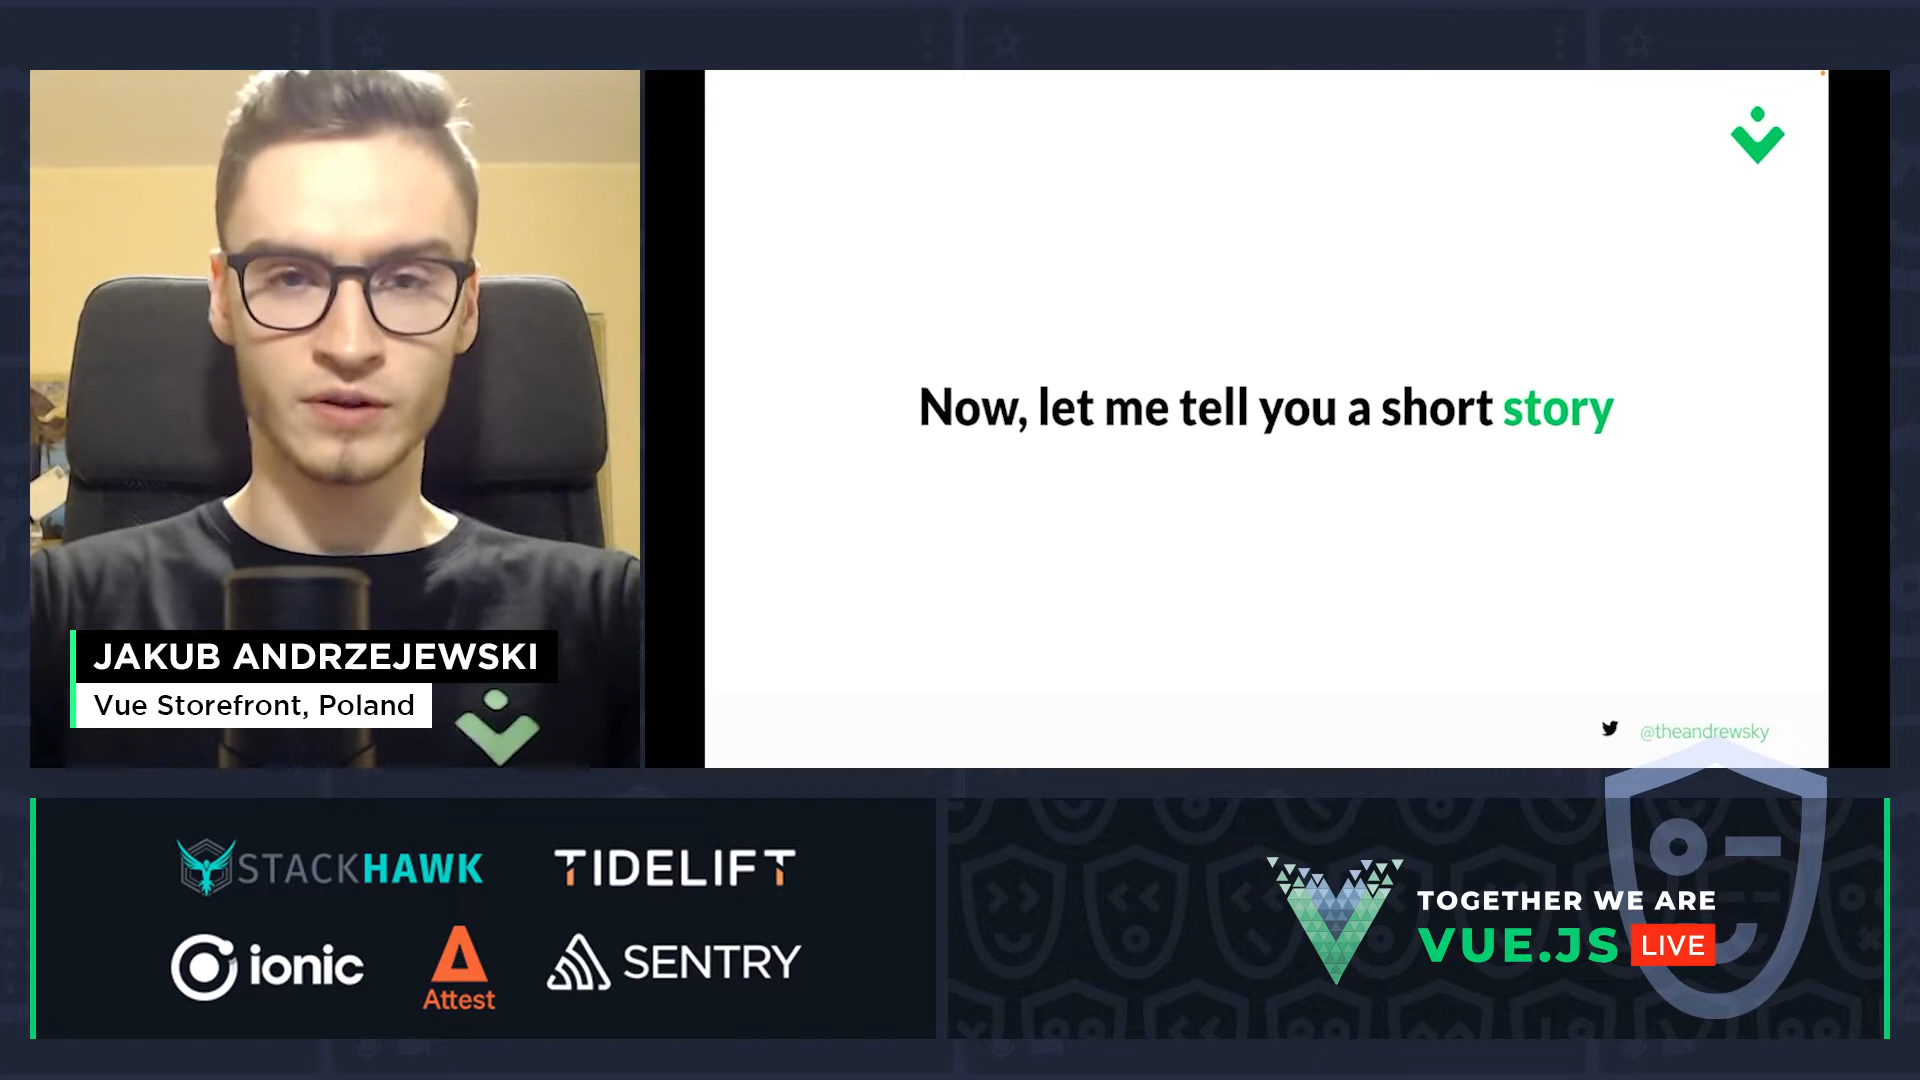 Now, let me tell you a short story
@theandrewsky
JAKUB ANDRZEJEWSKI
Vue Storefront, Poland
STACKHAWK
TIDELIFT
ionic
Attest
SENTRY
TOGETHER WE ARE
VUE.JS LIVE